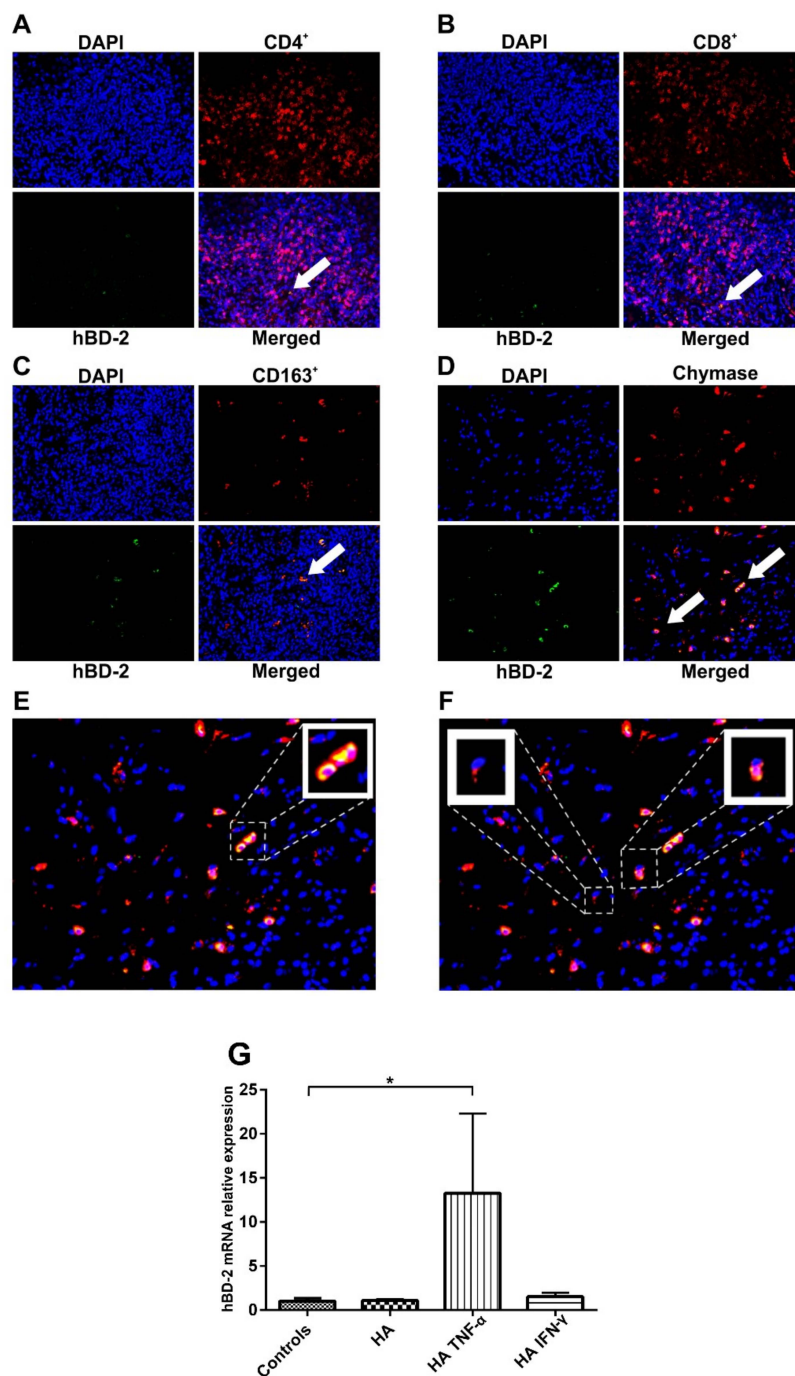 A
B
DAPI CD4+
DAPI CD8+
hBD-2 Merged
hBD-2 Merged
C
D
DAPI CD163+
DAPI Chymase
hBD-2 Merged
hBD-2 Merged
E
F
G
*
hBD-2 mRNA relative expression
25
20
15
10
5
0
Controls
HA
HA TNF-α
HA IFN-γ